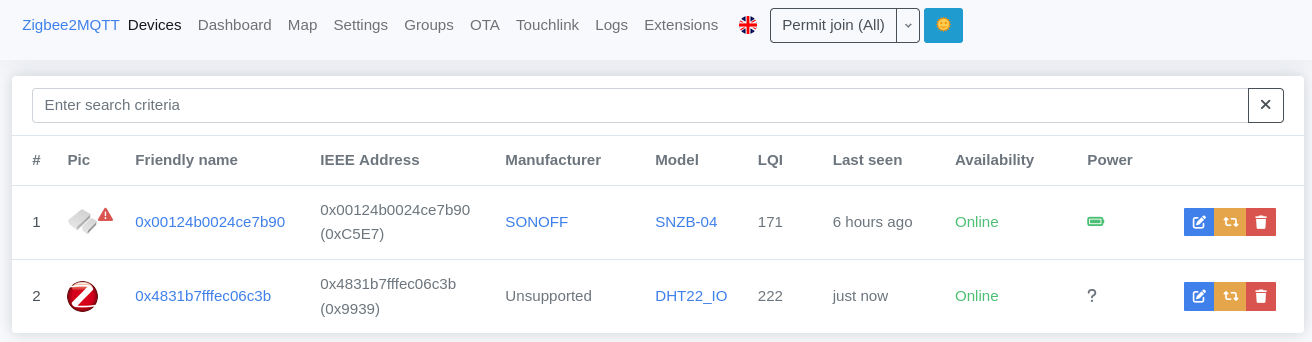 Zigbee2MQTT Devices Dashboard Map Settings Groups OTA Touchlink Logs Extensions Permit join (All)
Enter search criteria
# Pic Friendly name IEEE Address Manufacturer Model LQI Last seen Availability Power
1 0x00124b0024ce7b90 0x00124b0024ce7b90 (0xC5E7) SONOFF SNZB-04 171 6 hours ago Online
2 0x4831b7fffec06c3b 0x4831b7fffec06c3b (0x9939) Unsupported DHT22_IO 222 just now Online ?